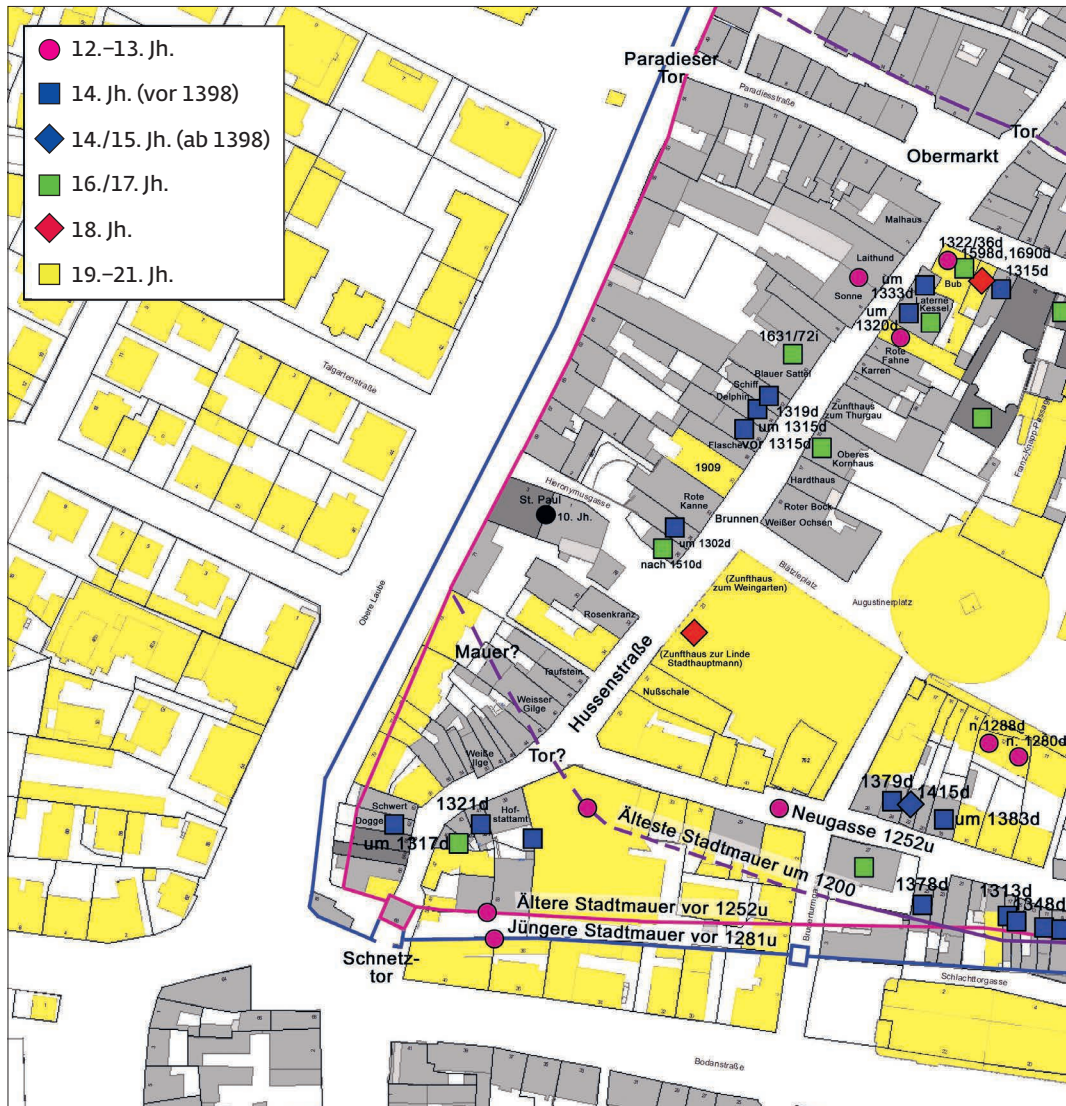 12.–13. Jh.
14. Jh. (vor 1398)
14./15. Jh. (ab 1398)
16./17. Jh.
18. Jh.
19.–21. Jh.
Paradieser
Tor
Paradiesstraße
Tor
Obermarkt
Malhaus
Laithund
Sonne
1322/36d
1598d,1690d
1315d
Bub
um
1333d
um
1320d
aterne
Kessel
Rote
Fahne
Karren
1631/72i
Blauer Sattel
Schiff
Delphin
1319d
um 1315d
vor 1315d
Flasche
Zunfthaus
zum Thurgau
Oberes
Kornhaus
Hardthaus
Roter Bock
Weißer Ochsen
Franz-Knapp-Passage
1909
Talgartenstraße
Hieronymusgasse
St. Paul
10. Jh.
Rote
Kanne
Brunnen
um 1302d
nach 1510d
Blätzleplatz
Augustinerplatz
(Zunfthaus
zum Weingarten)
(Zunfthaus zur Linde
Stadthauptmann)
Nußschale
Obere Laube
Rosenkranz
Mauer?
Taufstein
Weisser
Gilge
Hussenstraße
Weiße
Ilge
Tor?
n.1288d
n. 1280d
1379d
1415d
um 1383d
Neugasse 1252u
Schwert
Dogge
1321d
Hof-
stattamt
um 1317d
Älteste Stadtmauer um 1200
Bruderturmgasse
1378d
1313d
1348d
Ältere Stadtmauer vor 1252u
Jüngere Stadtmauer vor 1281u
Schnetz-
tor
Schlachttorgasse
Bodanstraße